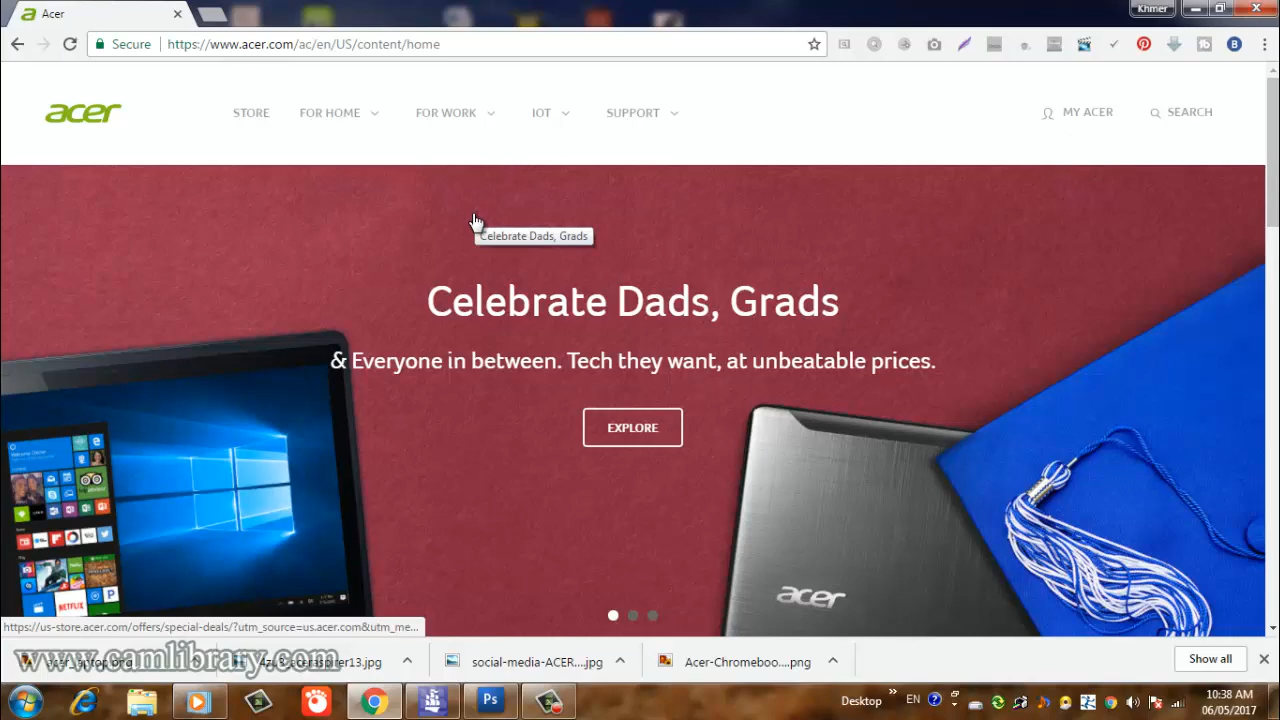 Acer
Khmer
Secure
https://www.acer.com/ac/en/US/content/home
acer
STORE
FOR HOME
FOR WORK
IOT
SUPPORT
MY ACER
SEARCH
Celebrate Dads, Grads
Celebrate Dads, Grads
& Everyone in between. Tech they want, at unbeatable prices.
EXPLORE
NETFLIX
acer
https://us-store.acer.com/offers/special-deals/?utm_source=us.acer.com&utm_me...
www.camlibrary.com
social-media-ACER....jpg
Acer-Chromeboo....png
Show all
Ps
Desktop
EN
10:38 AM
06/05/2017